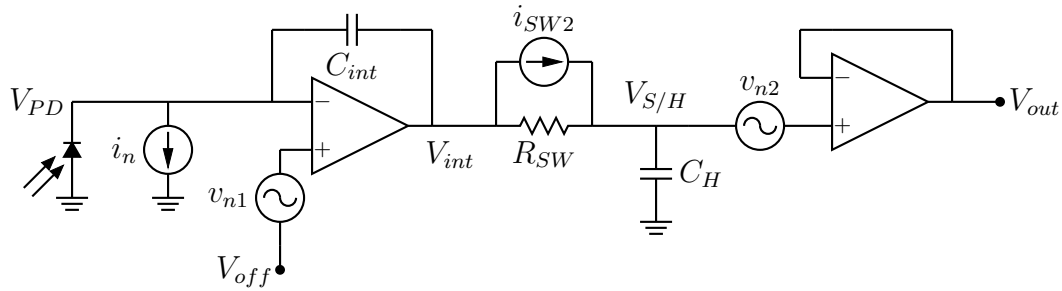 i_{SW2}
C_{int}
V_{PD}
V_{S/H}
v_{n2}
−
−
i_n
+
+
V_{out}
V_{int}
R_{SW}
C_H
v_{n1}
V_{off}